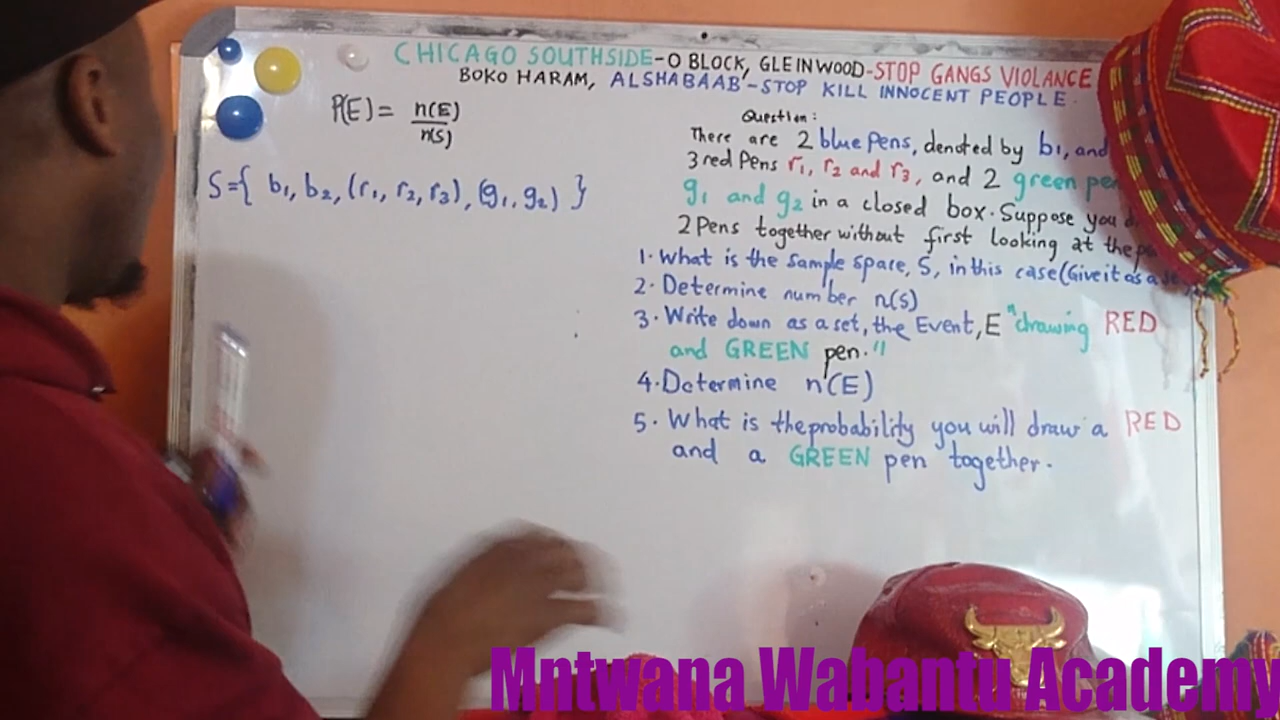 CHICAGO SOUTHSIDE-O BLOCK, GLEINWOOD-STOP GANGS VIOLANCE
BOKO HARAM, ALSHABAAB-STOP KILL INNOCENT PEOPLE.
P(E) = n(E)/n(S)
S={ b1, b2, (r1, r2, r3), (g1, g2) }
Question:
There are 2 blue pens, denoted by b1, and
3 red Pens r1, r2 and r3, and 2 green
g1 and g2 in a closed box. Suppose you
2 Pens together without first looking at the
1. What is the sample space, S, in this case (Give it as a
2. Determine number n(s)
3. Write down as a set, the Event, E "drawing RED
and GREEN pen."
4. Determine n(E)
5. What is the probability you will draw a RED
and a GREEN pen together.
Mntwana Wabantu Academy